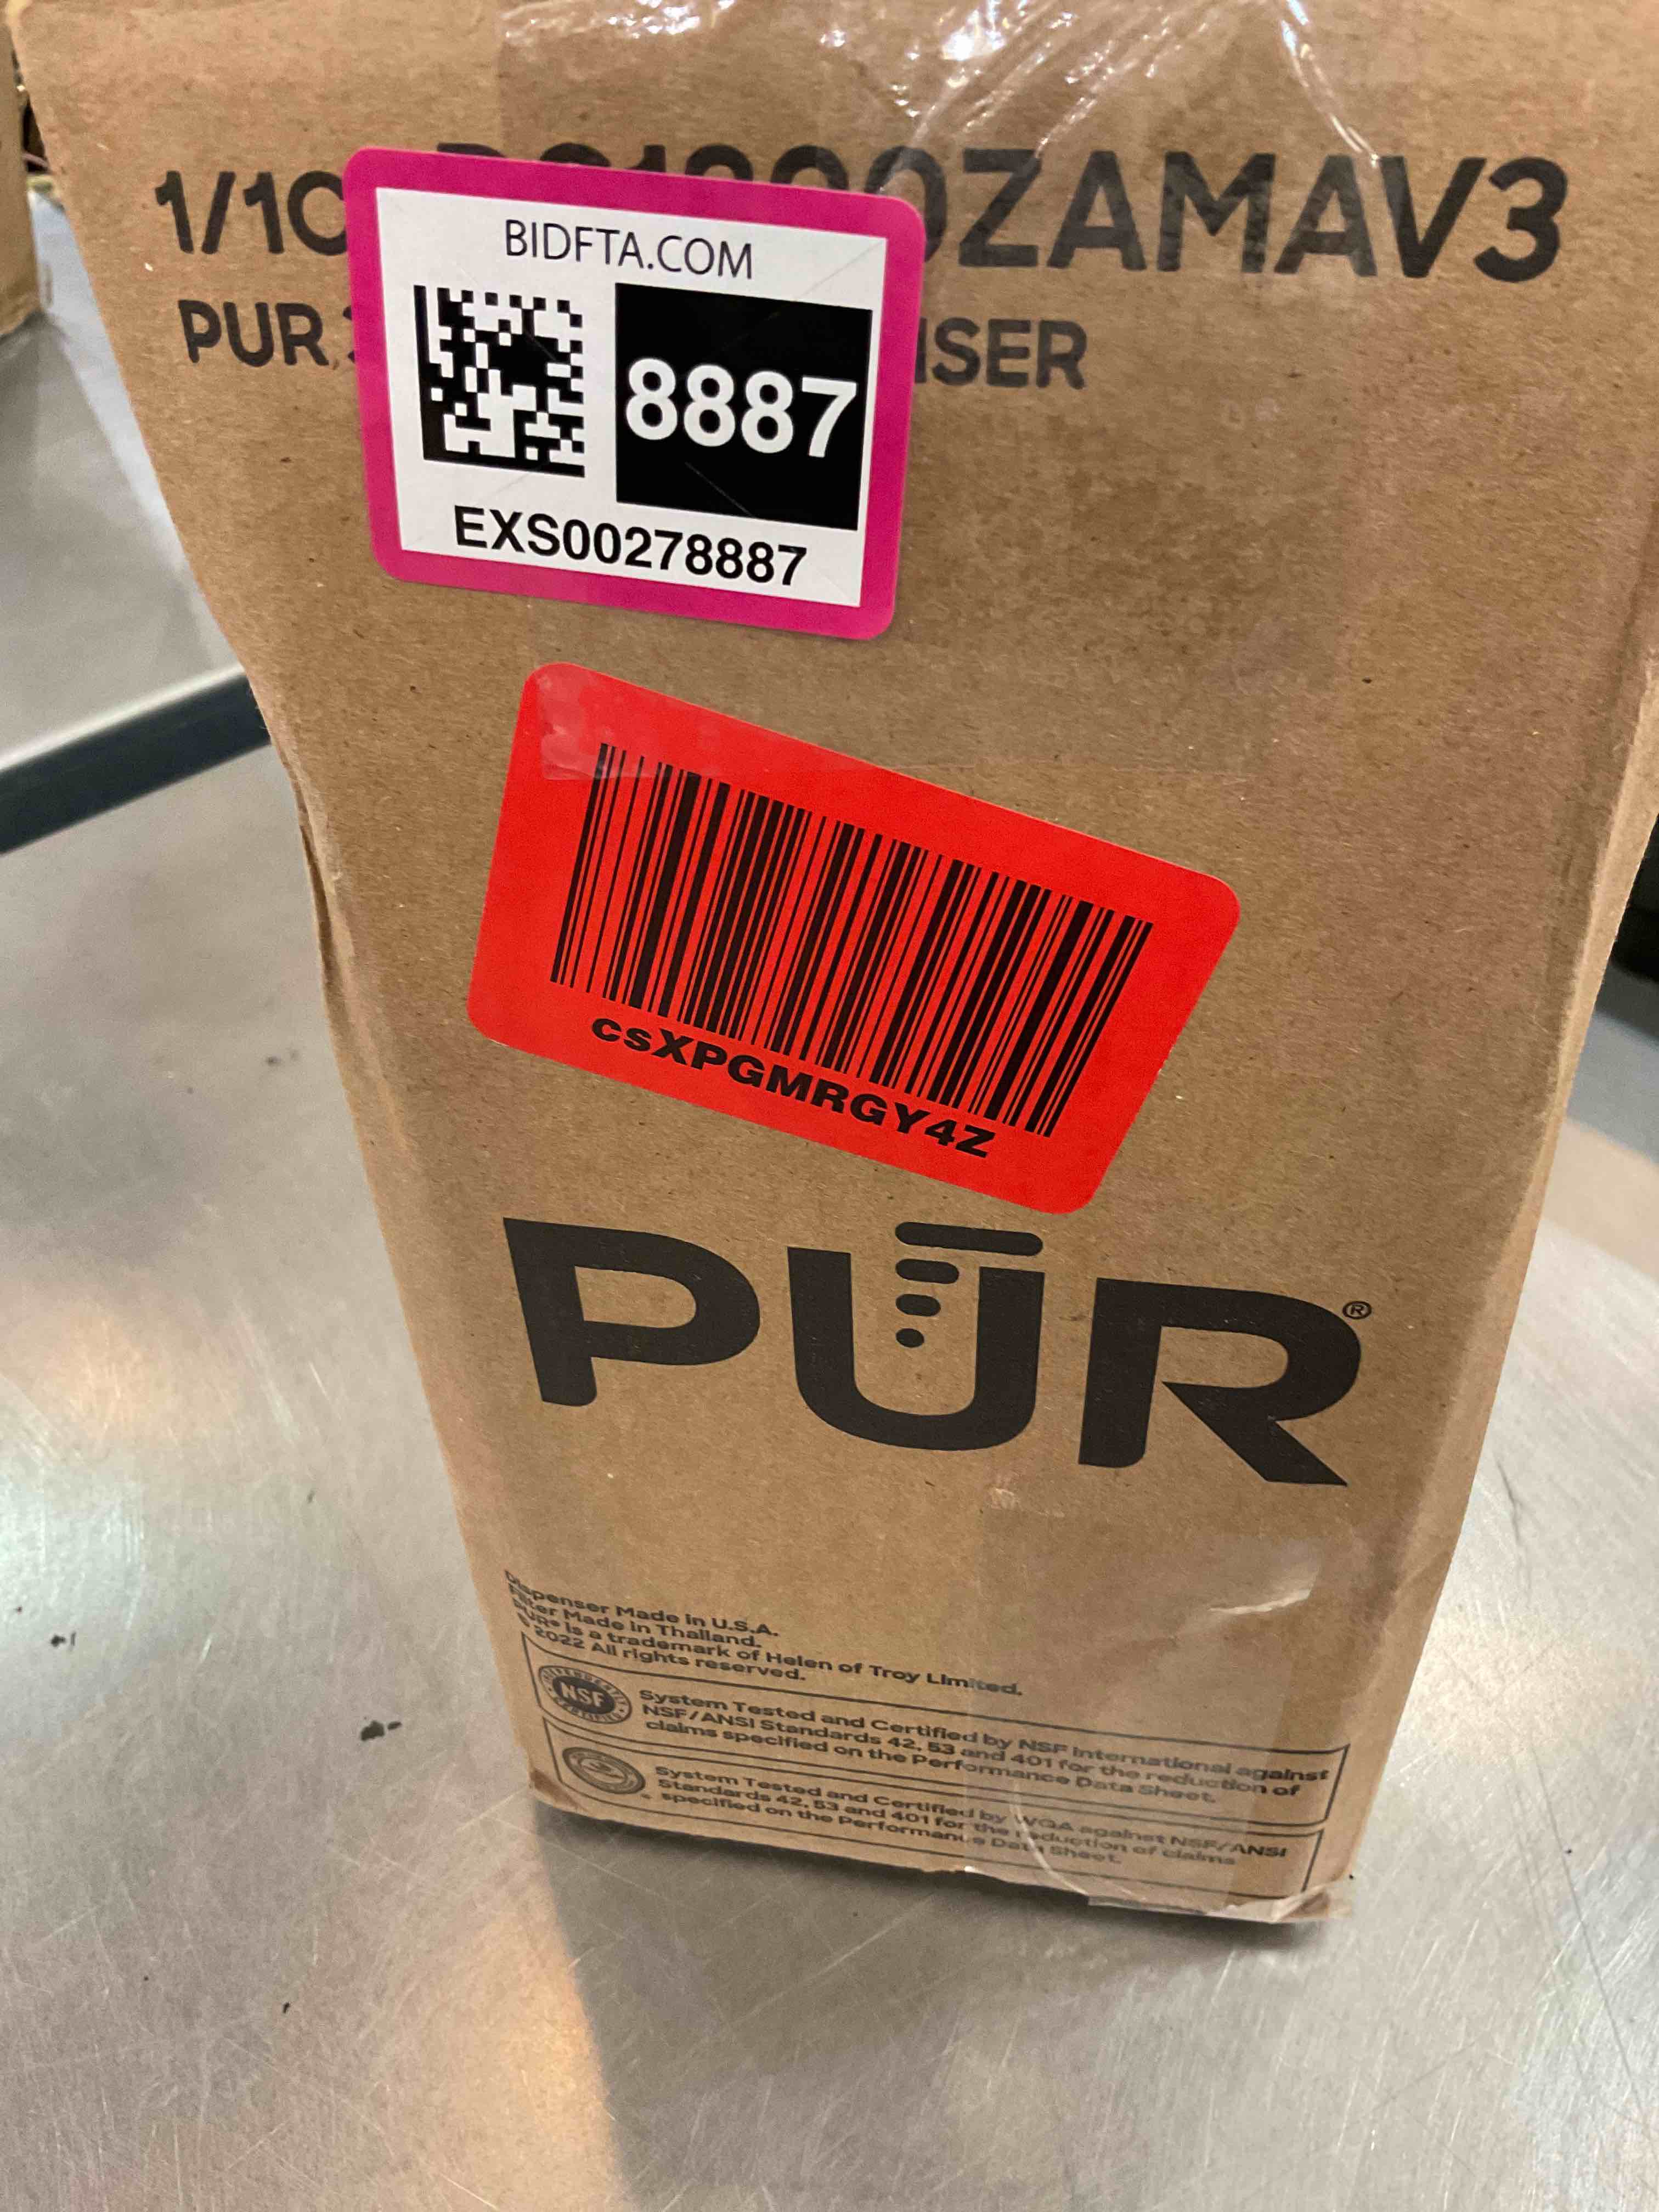 1/1
0ZAMAV3
PUR
BIDFTA.COM
8887
EXS00278887
csXPGMRGY4Z
PUR®
Dispenser Made in U.S.A.
Filter Made in Thailand.
PUR® is a trademark of Helen of Troy Limited.
© 2022 All rights reserved.
NSF
System Tested and Certified by NSF International against
NSF/ANSI Standards 42, 53 and 401 for the reduction of
claims specified on the Performance Data Sheet.
System Tested and Certified by WQA against NSF/ANSI
Standards 42, 53 and 401 for the reduction of claims
specified on the Performance Data Sheet.